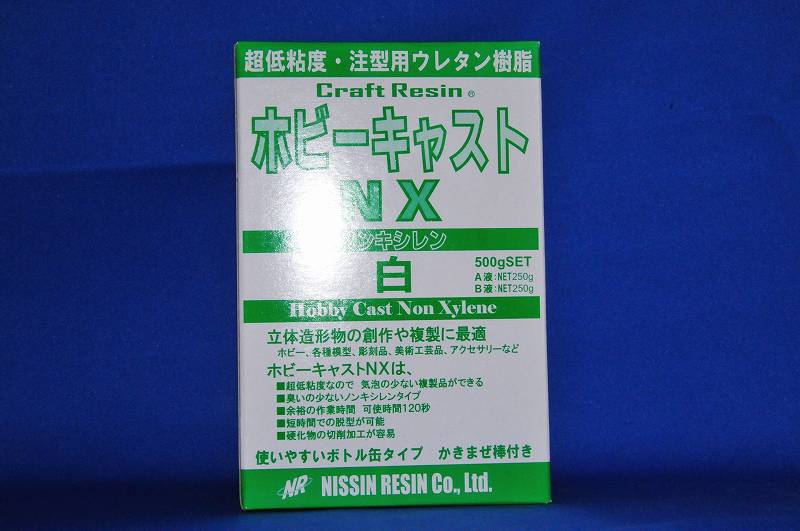 超低粘度・注型用ウレタン樹脂
Craft Resin ®
ホビーキャスト
NX
ノンキシレン
白
500gSET
A液:NET250g
B液:NET250g
Hobby Cast Non Xylene
立体造形物の創作や複製に最適
ホビー、各種模型、彫刻品、美術工芸品、アクセサリーなど
ホビーキャストNXは、
■超低粘度なので 気泡の少ない複製品ができる
■臭いの少ないノンキシレンタイプ
■余裕の作業時間 可使時間120秒
■短時間での脱型が可能
■硬化物の切削加工が容易
使いやすいボトル缶タイプ かきまぜ棒付き
NR NISSIN RESIN Co., Ltd.